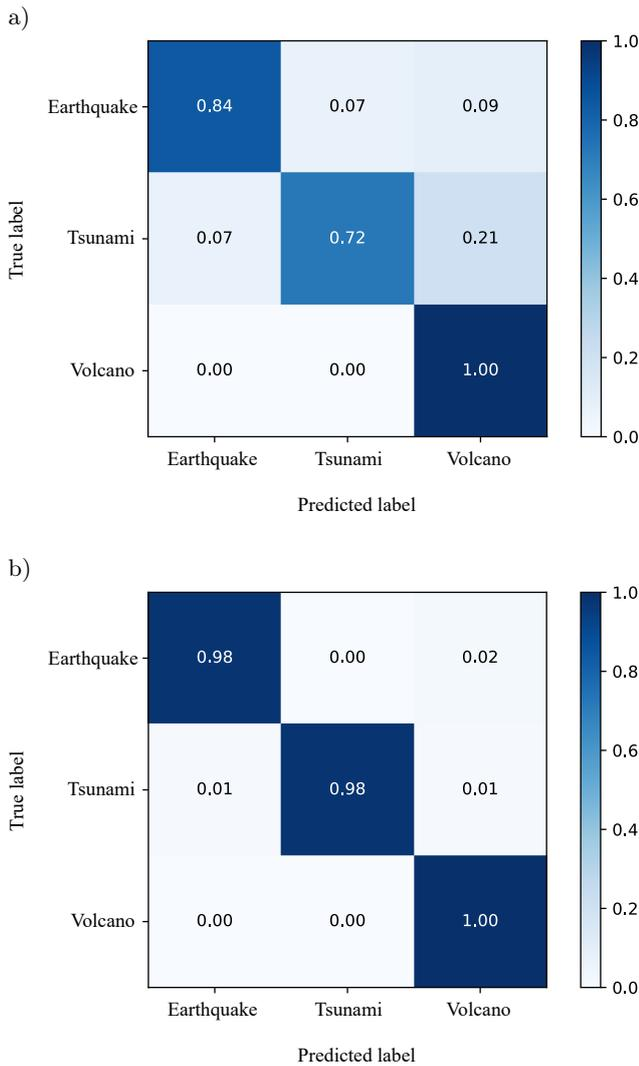 a)
1.0
Earthquake 0.84 0.07 0.09
0.8
0.6
True label
Tsunami 0.07 0.72 0.21
0.4
Volcano 0.00 0.00 1.00
0.2
0.0
Earthquake Tsunami Volcano
Predicted label
b)
1.0
Earthquake 0.98 0.00 0.02
0.8
0.6
True label
Tsunami 0.01 0.98 0.01
0.4
Volcano 0.00 0.00 1.00
0.2
0.0
Earthquake Tsunami Volcano
Predicted label